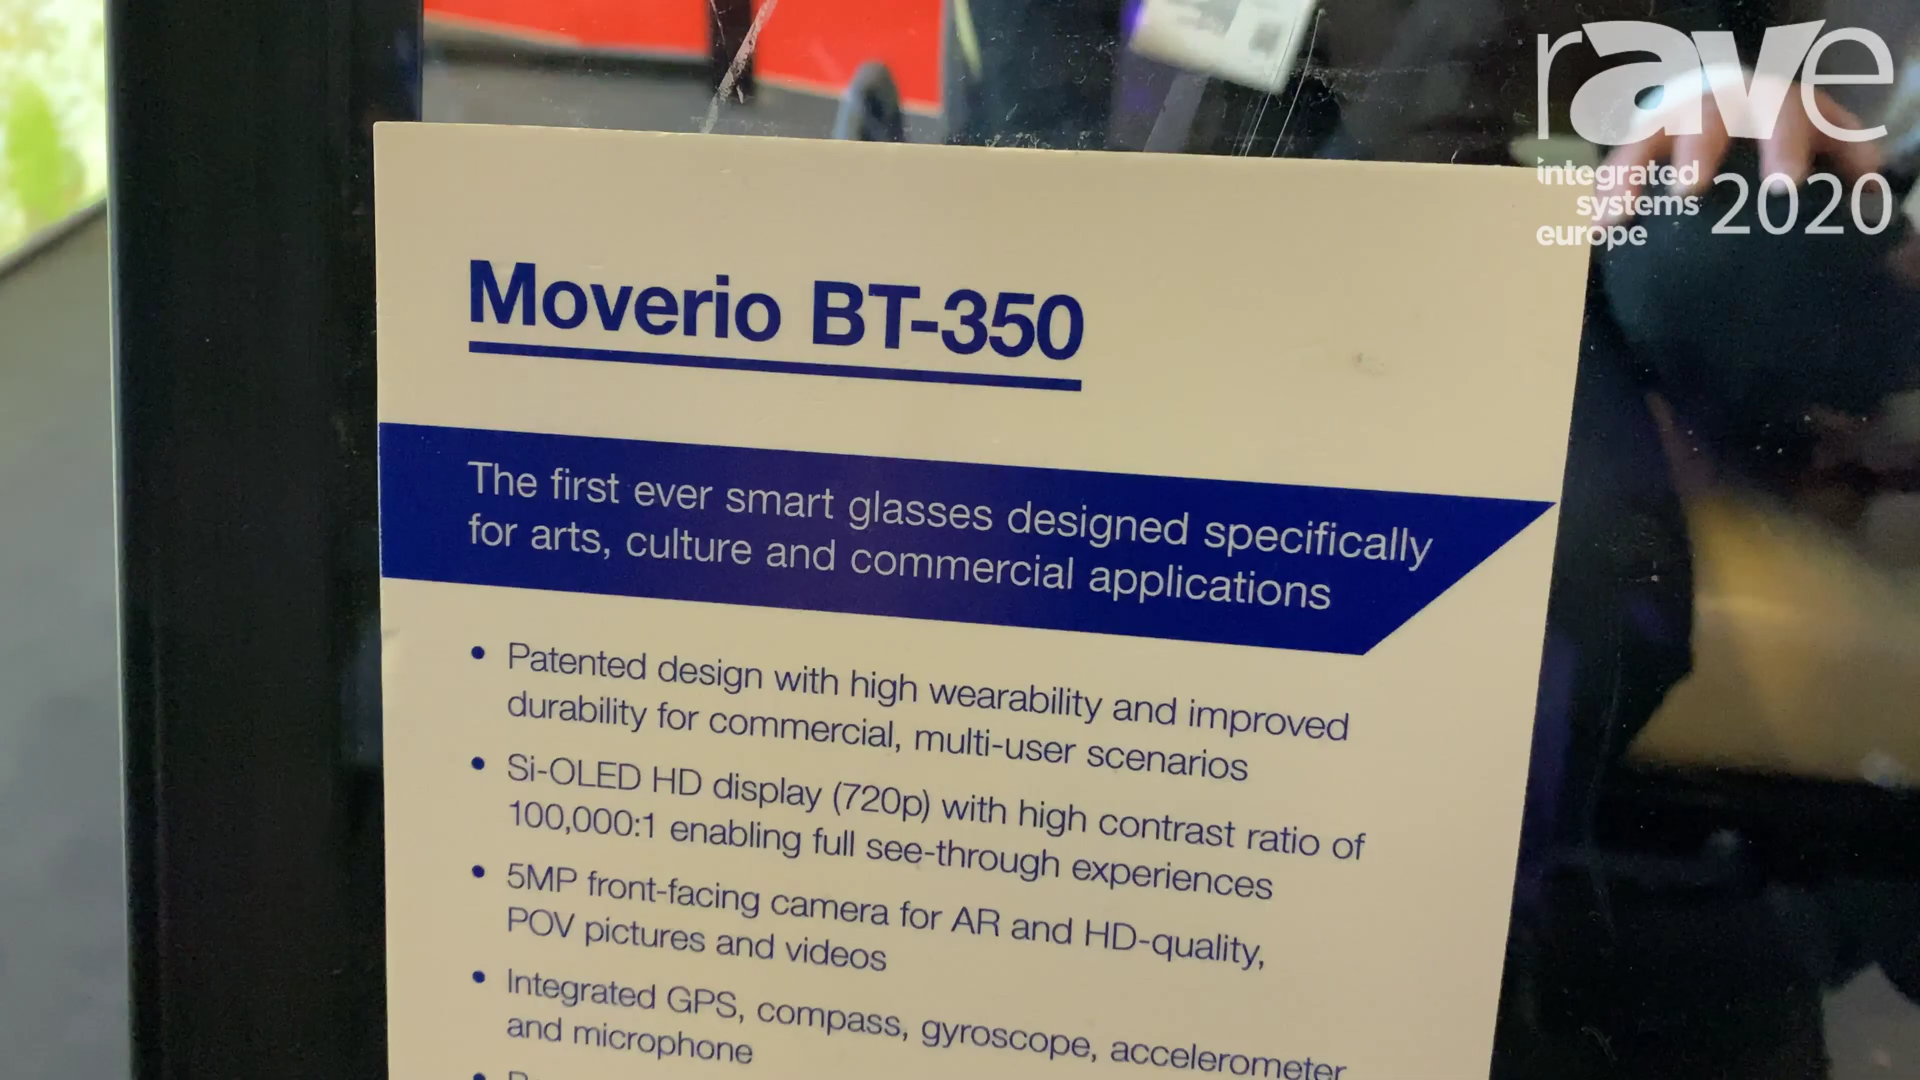 rave
integrated
systems
europe
2020
Moverio BT-350
The first ever smart glasses designed specifically
for arts, culture and commercial applications
• Patented design with high wearability and improved
durability for commercial, multi-user scenarios
• Si-OLED HD display (720p) with high contrast ratio of
100,000:1 enabling full see-through experiences
• 5MP front-facing camera for AR and HD-quality,
POV pictures and videos
• Integrated GPS, compass, gyroscope, accelerometer
and microphone